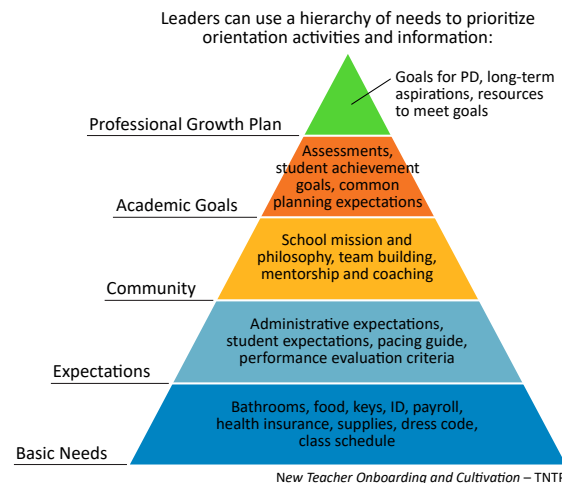 Leaders can use a hierarchy of needs to prioritize
orientation activities and information:
Goals for PD, long-term
aspirations, resources
to meet goals
Professional Growth Plan
Assessments,
student achievement
goals, common
planning expectations
Academic Goals
School mission and
philosophy, team building,
mentorship and coaching
Community
Administrative expectations,
student expectations, pacing guide,
performance evaluation criteria
Expectations
Bathrooms, food, keys, ID, payroll,
health insurance, supplies, dress code,
class schedule
Basic Needs
New Teacher Onboarding and Cultivation – TNTP